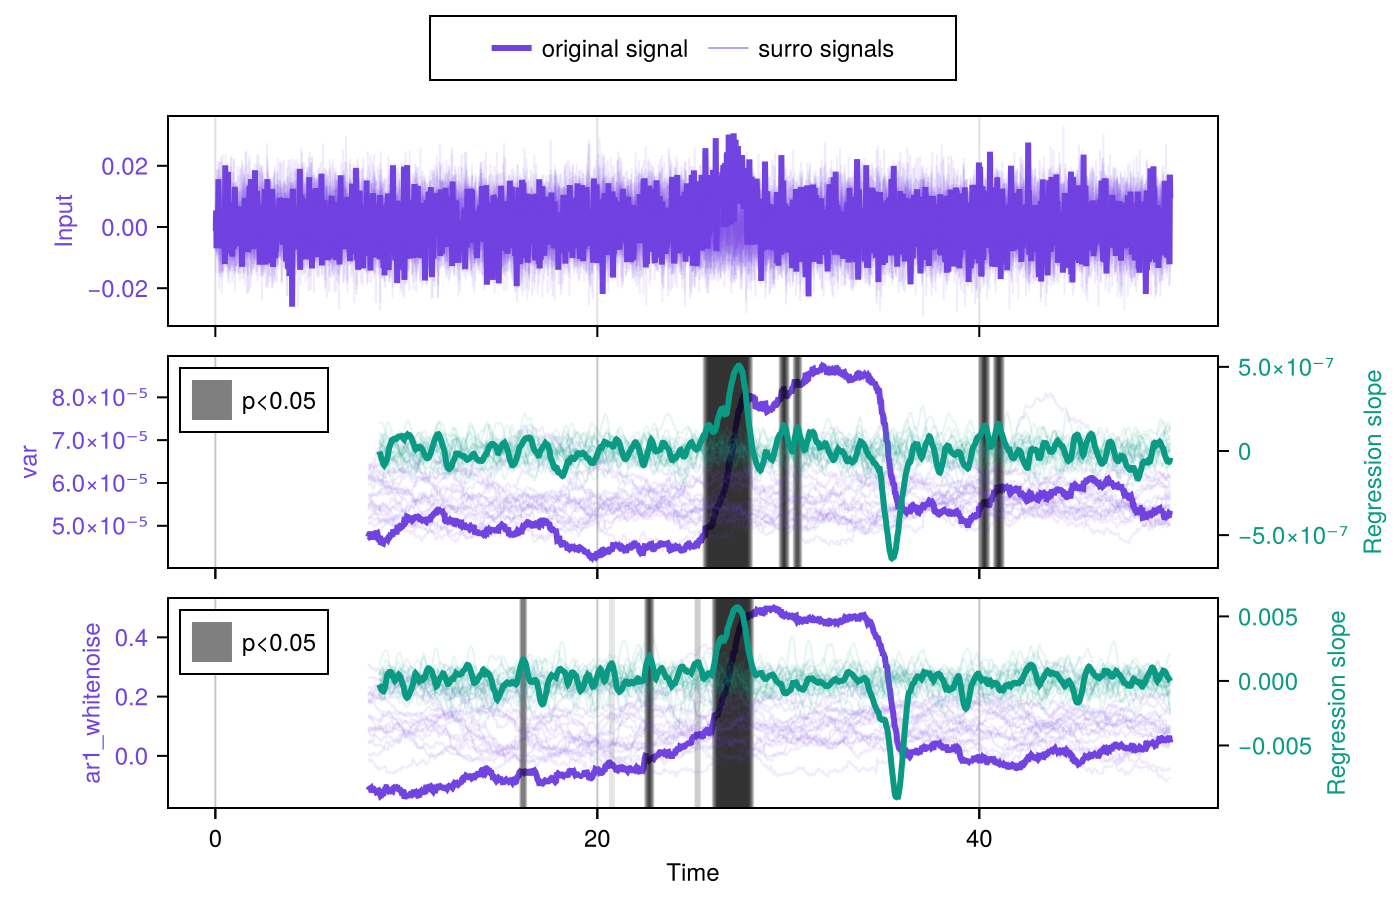 original signal surro signals
Input
0.02
0.00
−0.02
var
8.0×10⁻⁵
7.0×10⁻⁵
6.0×10⁻⁵
5.0×10⁻⁵
p<0.05
5.0×10⁻⁷
0
−5.0×10⁻⁷
Regression slope
ar1_whitenoise
0.4
0.2
0.0
p<0.05
0.005
0.000
−0.005
Regression slope
0 20 40
Time